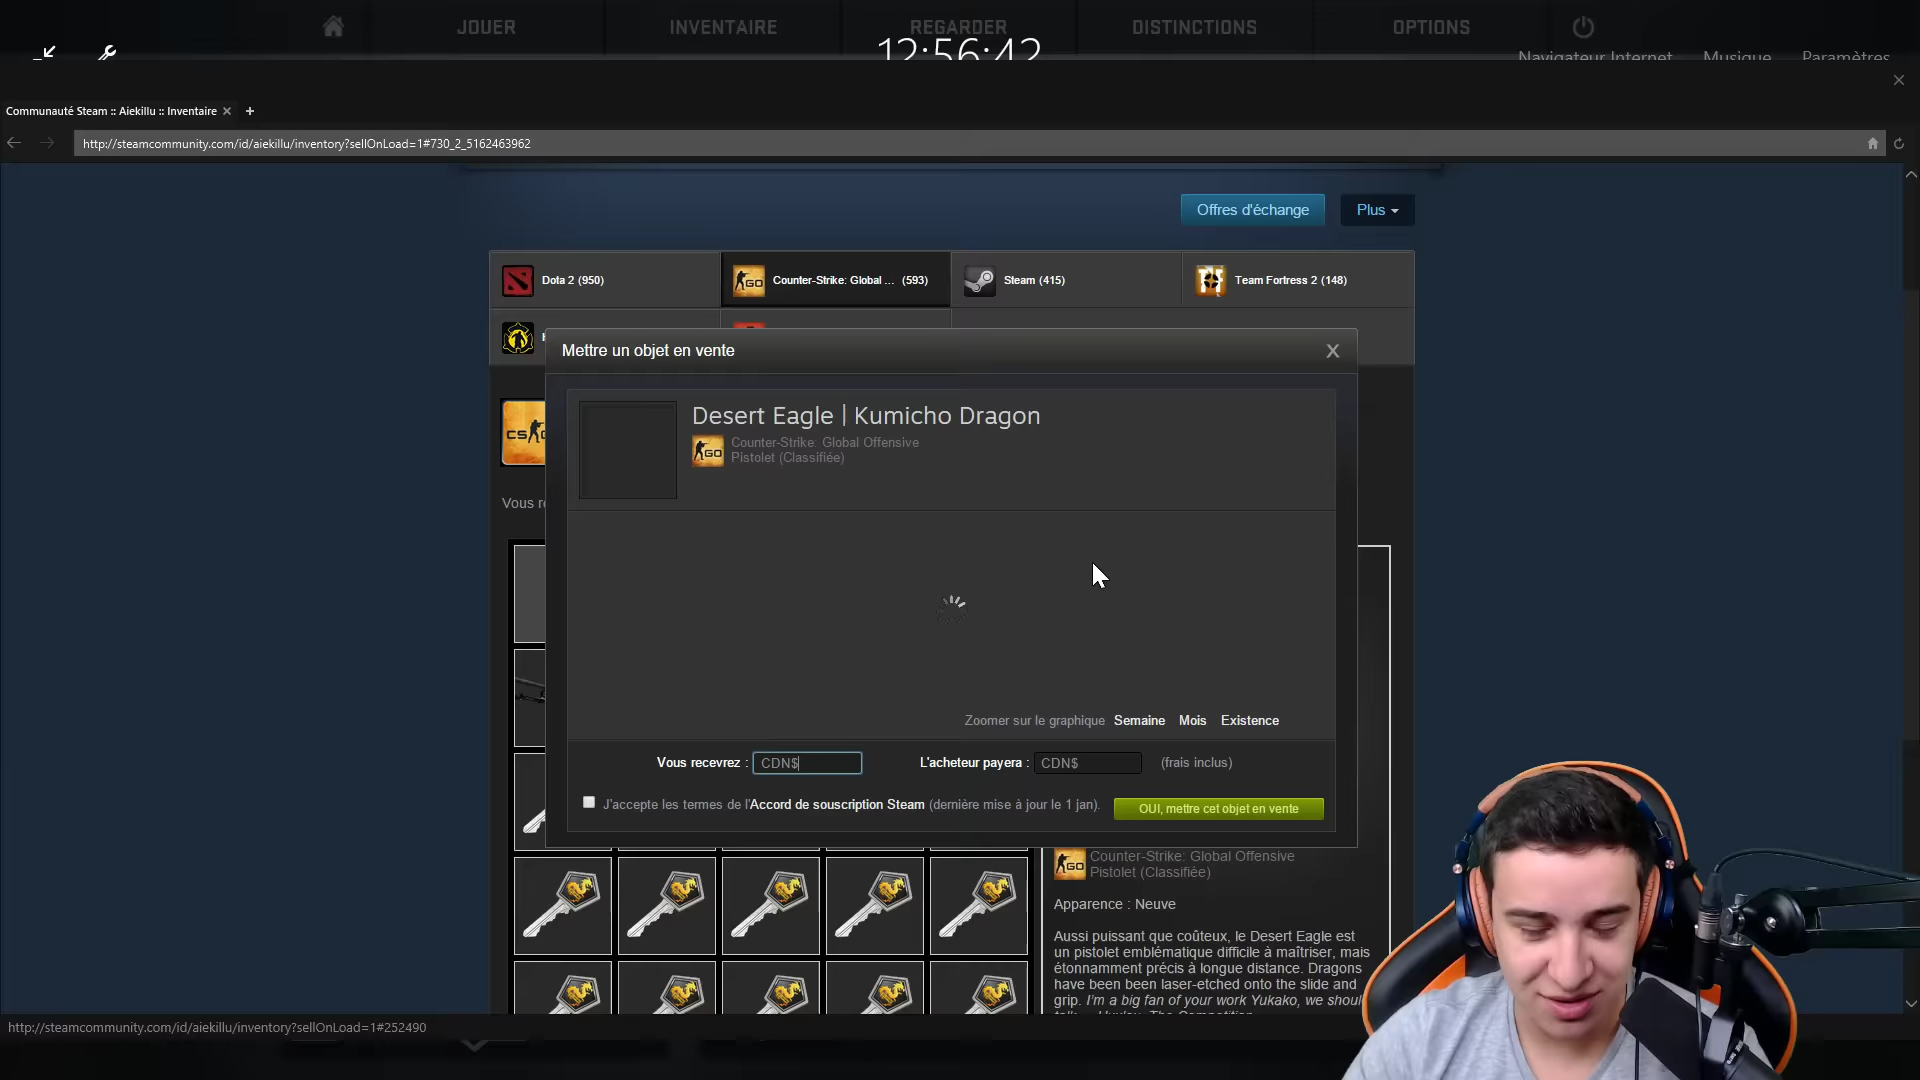 JOUER
INVENTAIRE
REGARDER
DISTINCTIONS
OPTIONS
12:56:42
Navigateur Internet
Musique
Paramètres
Communauté Steam :: Aiekillu :: Inventaire
http://steamcommunity.com/id/aiekillu/inventory?sellOnLoad=1#730_2_5162463962
Offres d'échange
Plus
Dota 2 (950)
Counter-Strike: Global ... (593)
Steam (415)
Team Fortress 2 (148)
Mettre un objet en vente
X
Desert Eagle | Kumicho Dragon
Counter-Strike: Global Offensive
Pistolet (Classifiée)
Vous
Zoomer sur le graphique Semaine Mois Existence
Vous recevrez : CDN$
L'acheteur payera : CDN$ (frais inclus)
J'accepte les termes de l'Accord de souscription Steam (dernière mise à jour le 1 jan).
OUI, mettre cet objet en vente
Counter-Strike: Global Offensive
Pistolet (Classifiée)
Apparence : Neuve
Aussi puissant que coûteux, le Desert Eagle est
un pistolet emblématique difficile à maîtriser, mais
étonnamment précis à longue distance. Dragons
have been been laser-etched onto the slide and
grip. I'm a big fan of your work Yukako, we
http://steamcommunity.com/id/aiekillu/inventory?sellOnLoad=1#252490